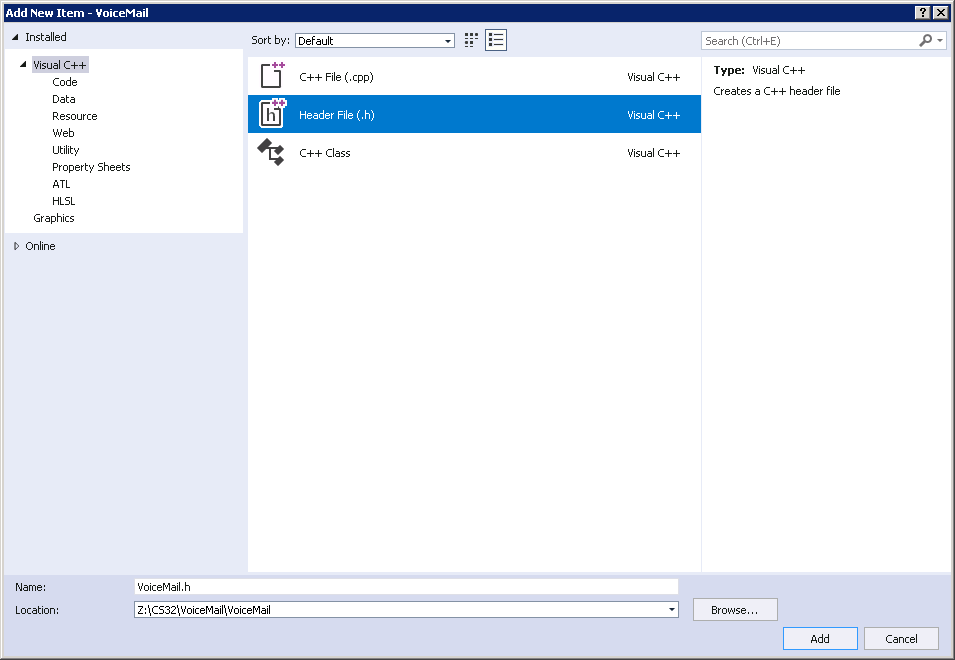 Add New Item - VoiceMail
Installed
Sort by: Default
Search (Ctrl+E)
Visual C++
Code
Data
Resource
Web
Utility
Property Sheets
ATL
HLSL
Graphics
Online
++ C++ File (.cpp) Visual C++
++ h Header File (.h) Visual C++
C++ Class Visual C++
Type: Visual C++
Creates a C++ header file
Name: VoiceMail.h
Location: Z:\CS32\VoiceMail\VoiceMail Browse...
Add Cancel